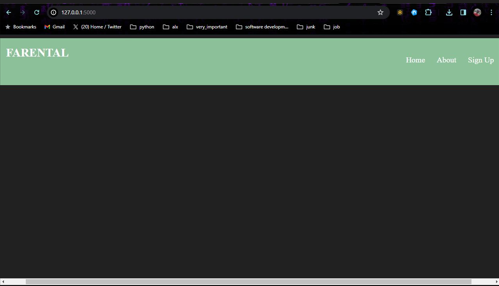 127.0.0.1:5000
Bookmarks Gmail (20) Home / Twitter python alx very_important software developm... junk job
FARENTAL
Home About Sign Up